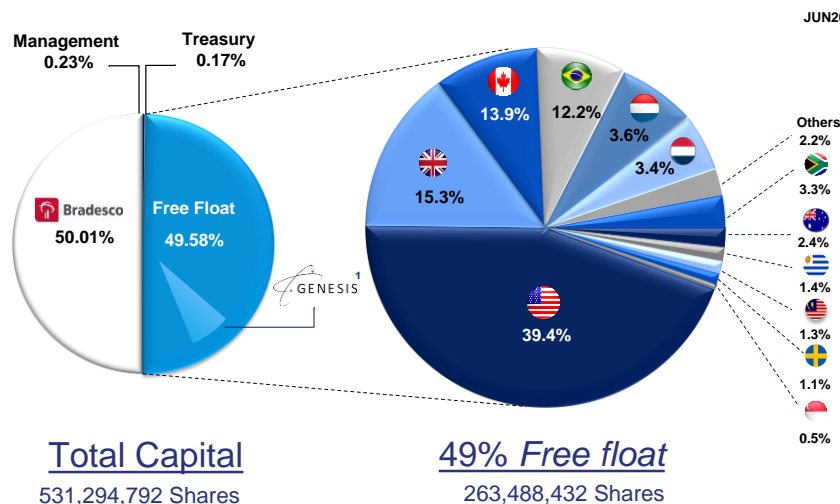 JUN20
Management
0.23%
Treasury
0.17%
Bradesco
50.01%
Free Float
49.58%
GENESIS 1
13.9%
12.2%
3.6%
3.4%
15.3%
39.4%
Others
2.2%
3.3%
2.4%
1.4%
1.3%
1.1%
0.5%
Total Capital
531,294,792 Shares
49% Free float
263,488,432 Shares